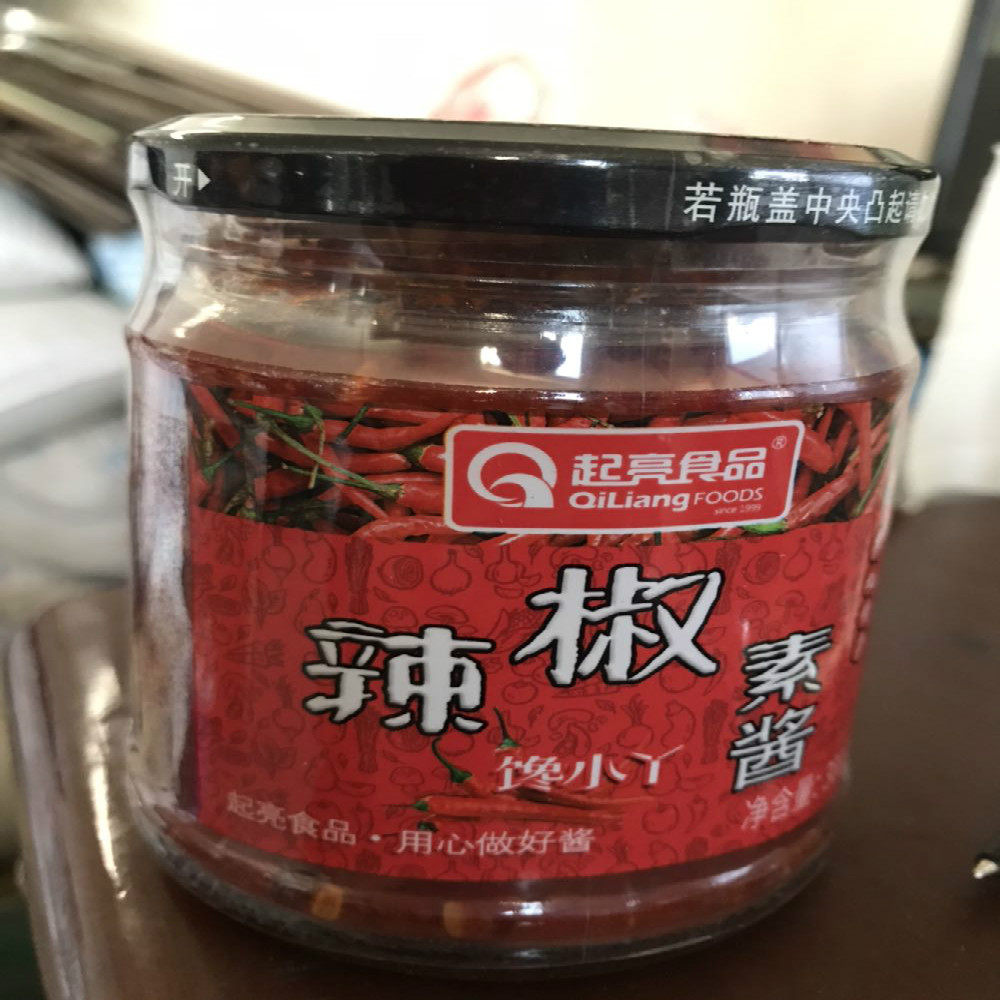 开
若瓶盖中央凸起请
起亮食品®
QiLiang FOODS
since 1999
辣椒
素酱
馋小丫
净含量:
起亮食品·用心做好酱